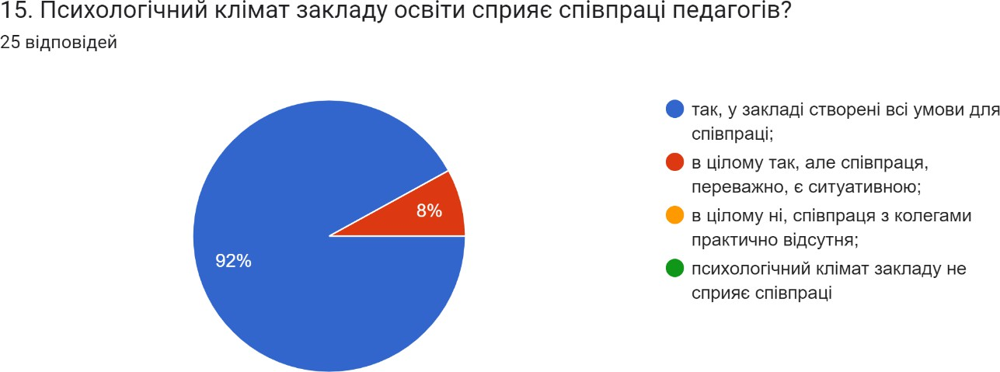 15. Психологічний клімат закладу освіти сприяє співпраці педагогів?
25 відповідей
так, у закладі створені всі умови для
співпраці;
в цілому так, але співпраця,
переважно, є ситуативною;
в цілому ні, співпраця з колегами
практично відсутня;
психологічний клімат закладу не
сприяє співпраці
8%
92%